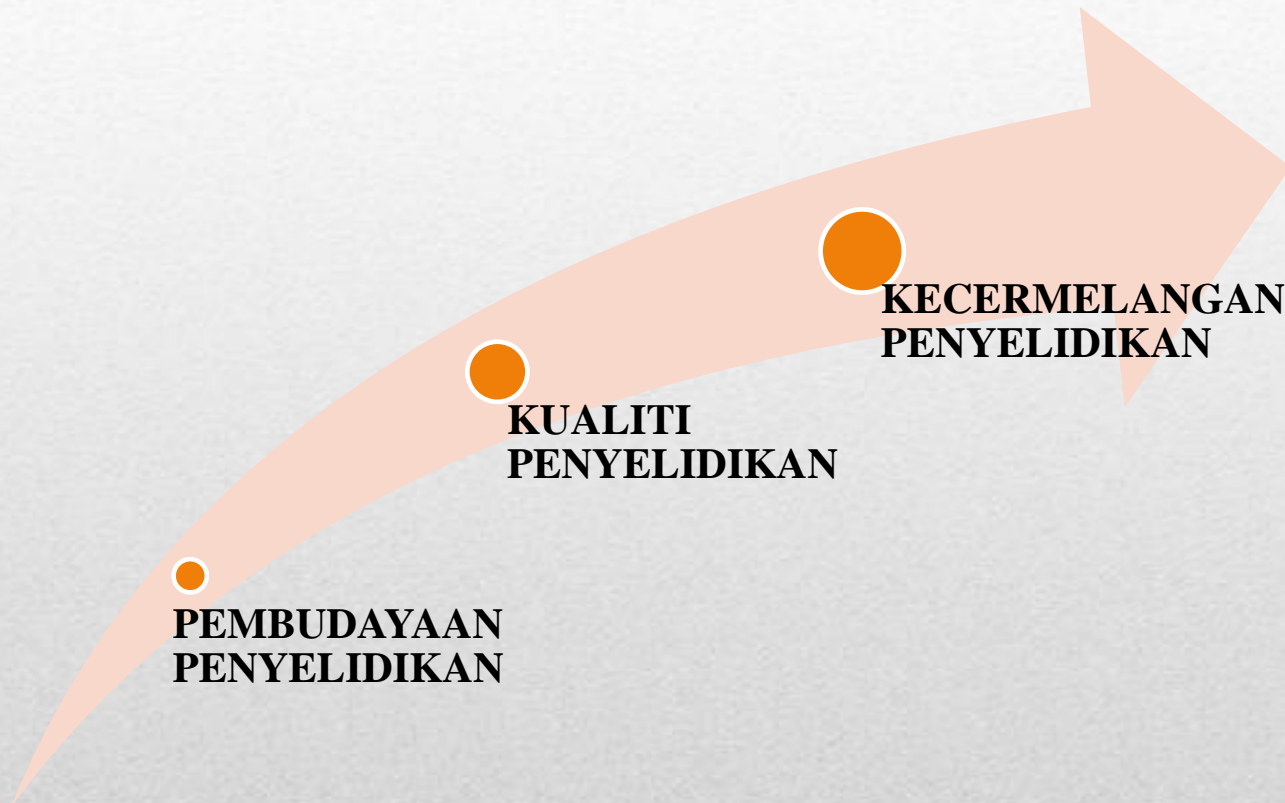 KECERMELANGAN
PENYELIDIKAN
KUALITI
PENYELIDIKAN
PEMBUDAYAAN
PENYELIDIKAN